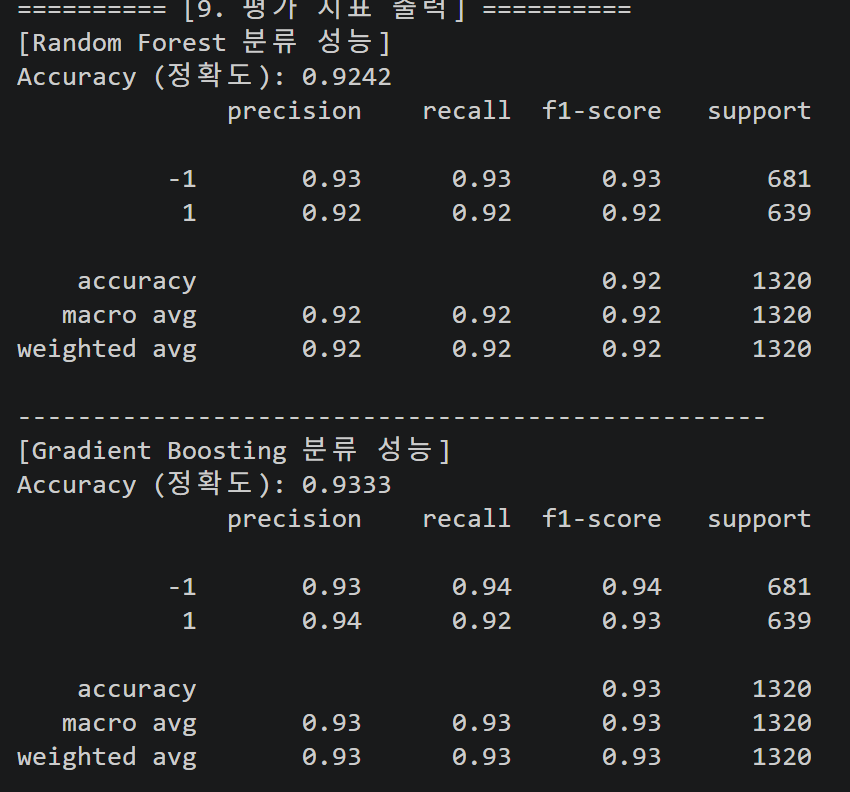 ========== [9. 평가 지표 출력] ==========
[Random Forest 분류 성능]
Accuracy (정확도): 0.9242
              precision    recall  f1-score   support

          -1       0.93      0.93      0.93       681
           1       0.92      0.92      0.92       639

    accuracy                           0.92      1320
   macro avg       0.92      0.92      0.92      1320
weighted avg       0.92      0.92      0.92      1320

--------------------------------------------------
[Gradient Boosting 분류 성능]
Accuracy (정확도): 0.9333
              precision    recall  f1-score   support

          -1       0.93      0.94      0.94       681
           1       0.94      0.92      0.93       639

    accuracy                           0.93      1320
   macro avg       0.93      0.93      0.93      1320
weighted avg       0.93      0.93      0.93      1320